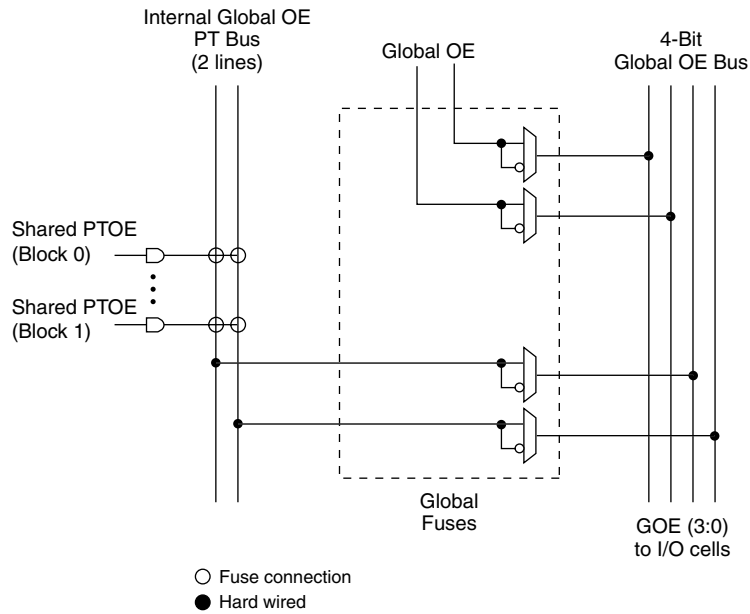 Internal Global OE
PT Bus
(2 lines)
Global OE
4-Bit
Global OE Bus
Shared PTOE
(Block 0)
Shared PTOE
(Block 1)
Global
Fuses
GOE (3:0)
to I/O cells
Fuse connection
Hard wired